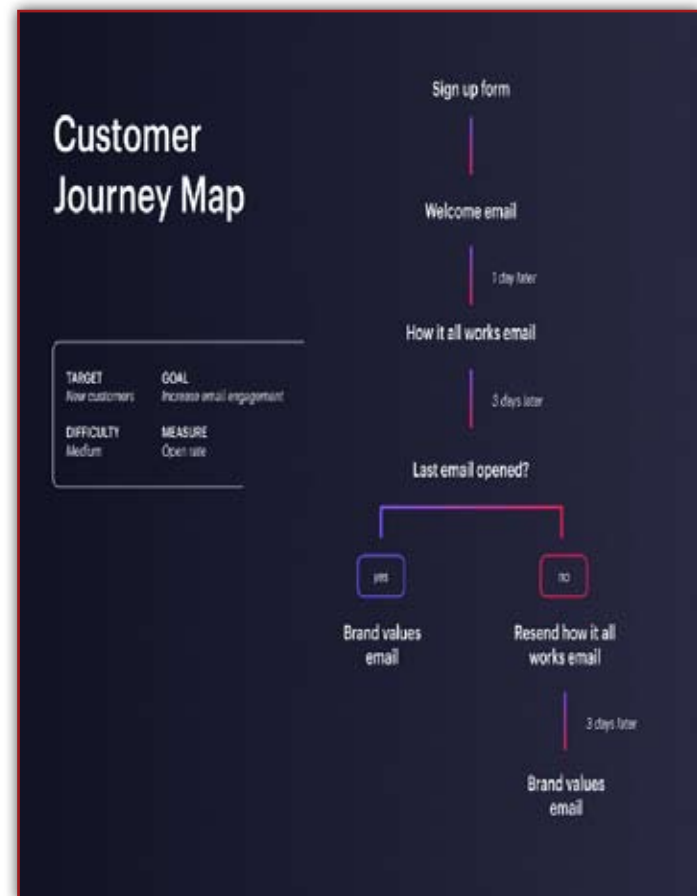 Customer
Journey Map
TARGET
New customers
GOAL
Increase email engagement
DIFFICULTY
Medium
MEASURE
Open rate
Sign up form
Welcome email
1 day later
How it all works email
3 days later
Last email opened?
yes
no
Brand values
email
Resend how it all
works email
3 days later
Brand values
email